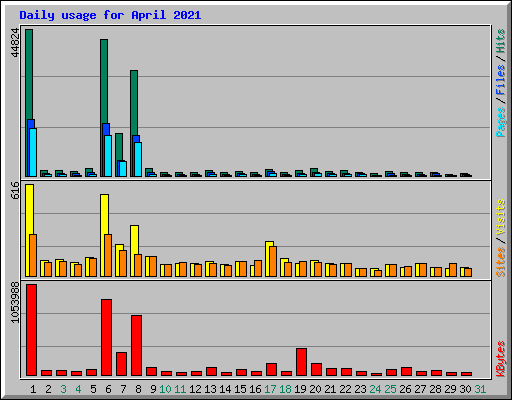 Daily usage for April 2021
44824
Pages / Files / Hits
616
Sites / Visits
1053988
KBytes
1 2 3 4 5 6 7 8 9 10 11 12 13 14 15 16 17 18 19 20 21 22 23 24 25 26 27 28 29 30 31